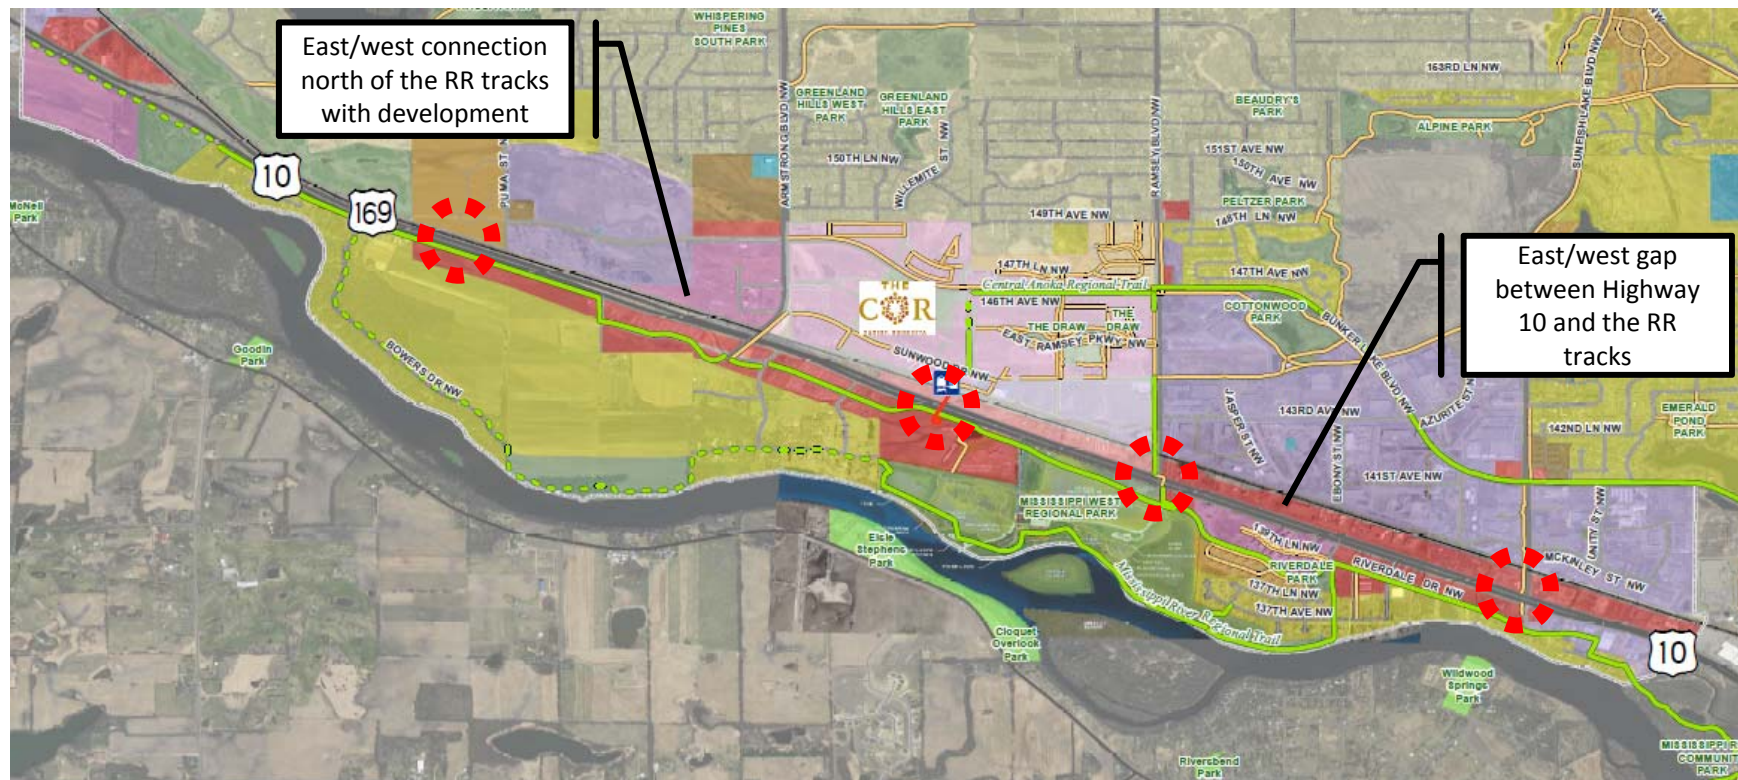 WHISPERING
PINES
SOUTH PARK
East/west connection
north of the RR tracks
with development
163RD LN NW
SUNFISH LAKE BLVD NW
GREENLAND
HILLS WEST
PARK
GREENLAND
HILLS EAST
PARK
ARMSTRONG BLVD NW
RAMSEY BLVD NW
BEAUDRY'S
PARK
ALPINE PARK
150TH LN NW
WILLEMITE ST NW
151ST AVE NW
150TH AVE NW
PELTZER PARK
148TH LN NW
149TH AVE NW
PUMA ST N
10
169
McNeil
Park
147TH LN NW
Central Anoka Regional Trail
146TH AVE NW
147TH AVE NW
COTTONWOOD
PARK
THE
COR
THE DRAW
THE
DRAW
EAST RAMSEY PKWY NW
SUNWOOD DR NW
BUNKER LAKE BLVD NW
East/west gap
between Highway
10 and the RR
tracks
Goodin
Park
BOWERS DR NW
JASPER ST NW
143RD AVE NW
AZURITE ST N
EBONY ST NW
141ST AVE NW
142ND LN NW
EMERALD
POND
PARK
MISSISSIPPI WEST
REGIONAL PARK
Elsie
Stephens
Park
139TH LN NW
RIVERDALE
PARK
137TH LN NW
137TH AVE NW
RIVERDALE DR NW
MCKINLEY ST NW
UNITY ST NW
Mississippi River Regional Trail
Cloquet
Overlook
Park
10
Wildwood
Springs
Park
Riversbend
Park
MISSISSIPPI R
COMMUNIT
PARK